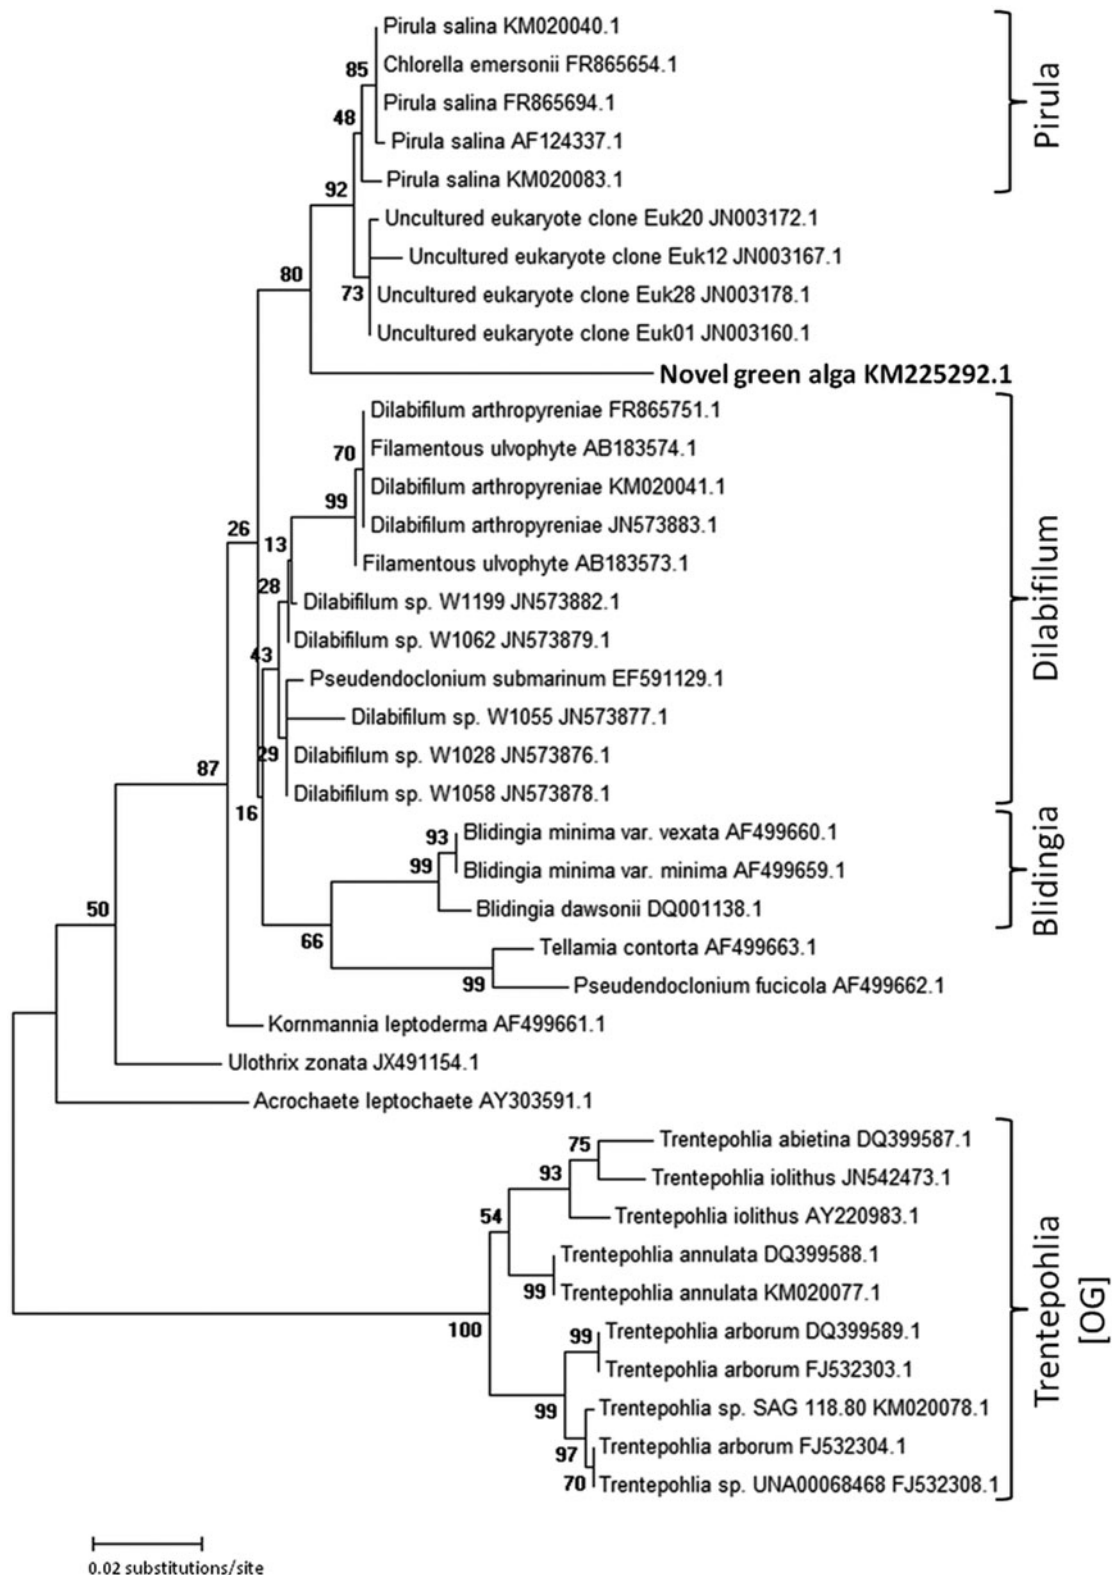 Pirula salina KM020040.1
85
Chlorella emersonii FR865654.1
Pirula salina FR865694.1
Pirula
48
Pirula salina AF124337.1
Pirula salina KM020083.1
92
Uncultured eukaryote clone Euk20 JN003172.1
Uncultured eukaryote clone Euk12 JN003167.1
80
73
Uncultured eukaryote clone Euk28 JN003178.1
Uncultured eukaryote clone Euk01 JN003160.1
Novel green alga KM225292.1
Dilabifilum arthropyreniae FR865751.1
70
Filamentous ulvophyte AB183574.1
Dilabifilum arthropyreniae KM020041.1
99
Dilabifilum arthropyreniae JN573883.1
26
13
Filamentous ulvophyte AB183573.1
28
Dilabifilum sp. W1199 JN573882.1
Dilabifilum
Dilabifilum sp. W1062 JN573879.1
43
Pseudendoclonium submarinum EF591129.1
Dilabifilum sp. W1055 JN573877.1
29
Dilabifilum sp. W1028 JN573876.1
87
Dilabifilum sp. W1058 JN573878.1
16
93
Blidingia minima var. vexata AF499660.1
99
Blidingia minima var. minima AF499659.1
Blidingia
Blidingia dawsonii DQ001138.1
50
66
Tellamia contorta AF499663.1
99
Pseudendoclonium fucicola AF499662.1
Kornmannia leptoderma AF499661.1
Ulothrix zonata JX491154.1
Acrochaete leptochaete AY303591.1
75
Trentepohlia abietina DQ399587.1
93
Trentepohlia iolithus JN542473.1
54
Trentepohlia iolithus AY220983.1
Trentepohlia annulata DQ399588.1
99
Trentepohlia annulata KM020077.1
Trentepohlia
[OG]
100
99
Trentepohlia arborum DQ399589.1
Trentepohlia arborum FJ532303.1
99
Trentepohlia sp. SAG 118.80 KM020078.1
97
Trentepohlia arborum FJ532304.1
70
Trentepohlia sp. UNA00068468 FJ532308.1
0.02 substitutions/site